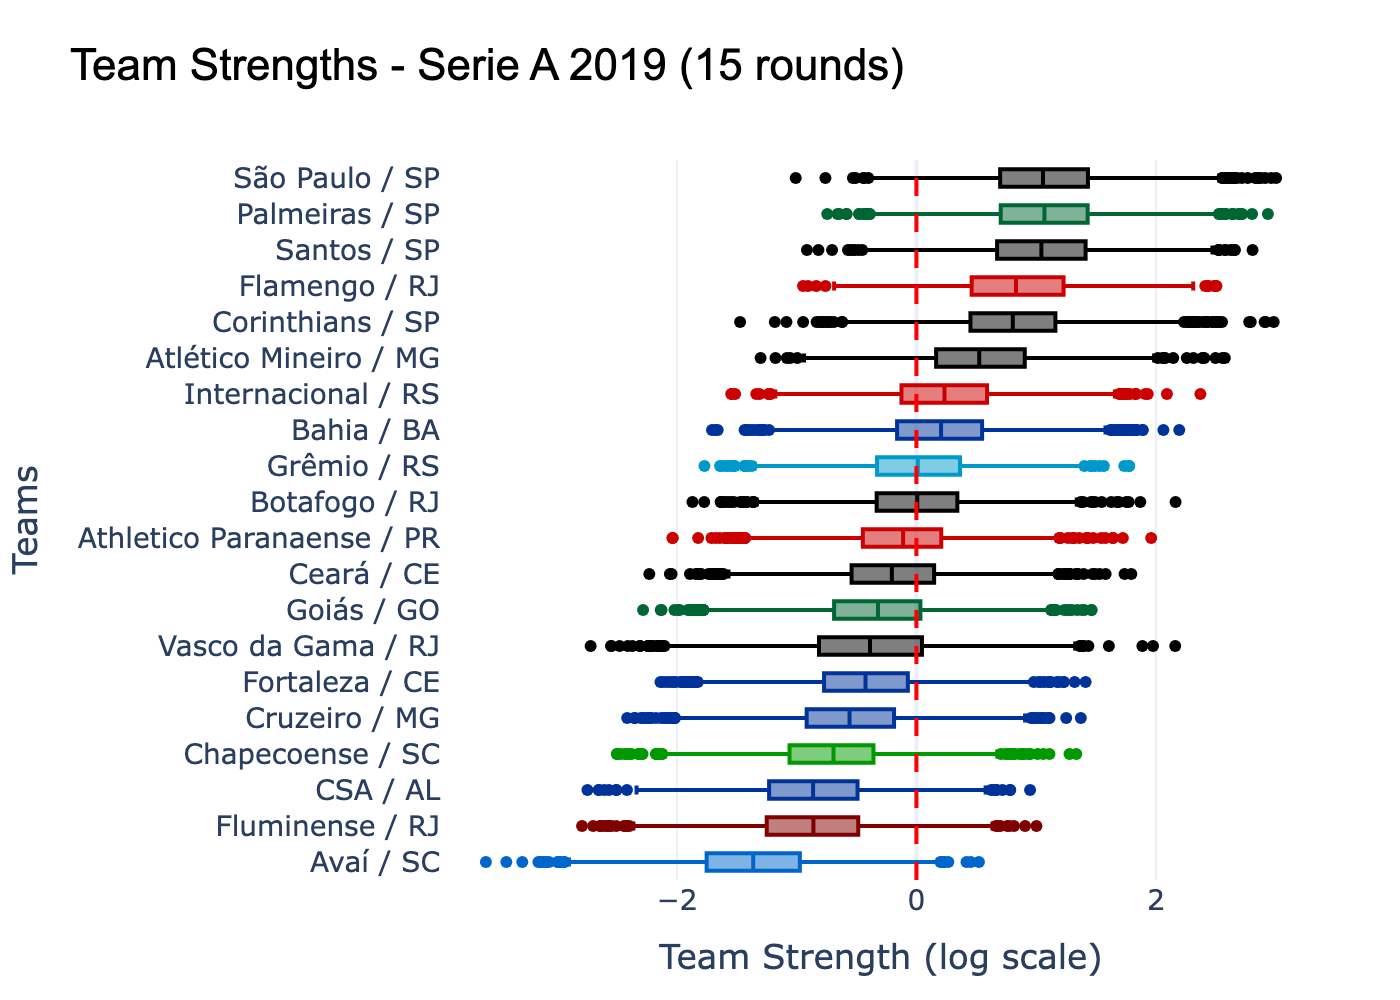 Team Strengths - Serie A 2019 (15 rounds)
Teams
São Paulo / SP
Palmeiras / SP
Santos / SP
Flamengo / RJ
Corinthians / SP
Atlético Mineiro / MG
Internacional / RS
Bahia / BA
Grêmio / RS
Botafogo / RJ
Athletico Paranaense / PR
Ceará / CE
Goiás / GO
Vasco da Gama / RJ
Fortaleza / CE
Cruzeiro / MG
Chapecoense / SC
CSA / AL
Fluminense / RJ
Avaí / SC
−2 0 2
Team Strength (log scale)